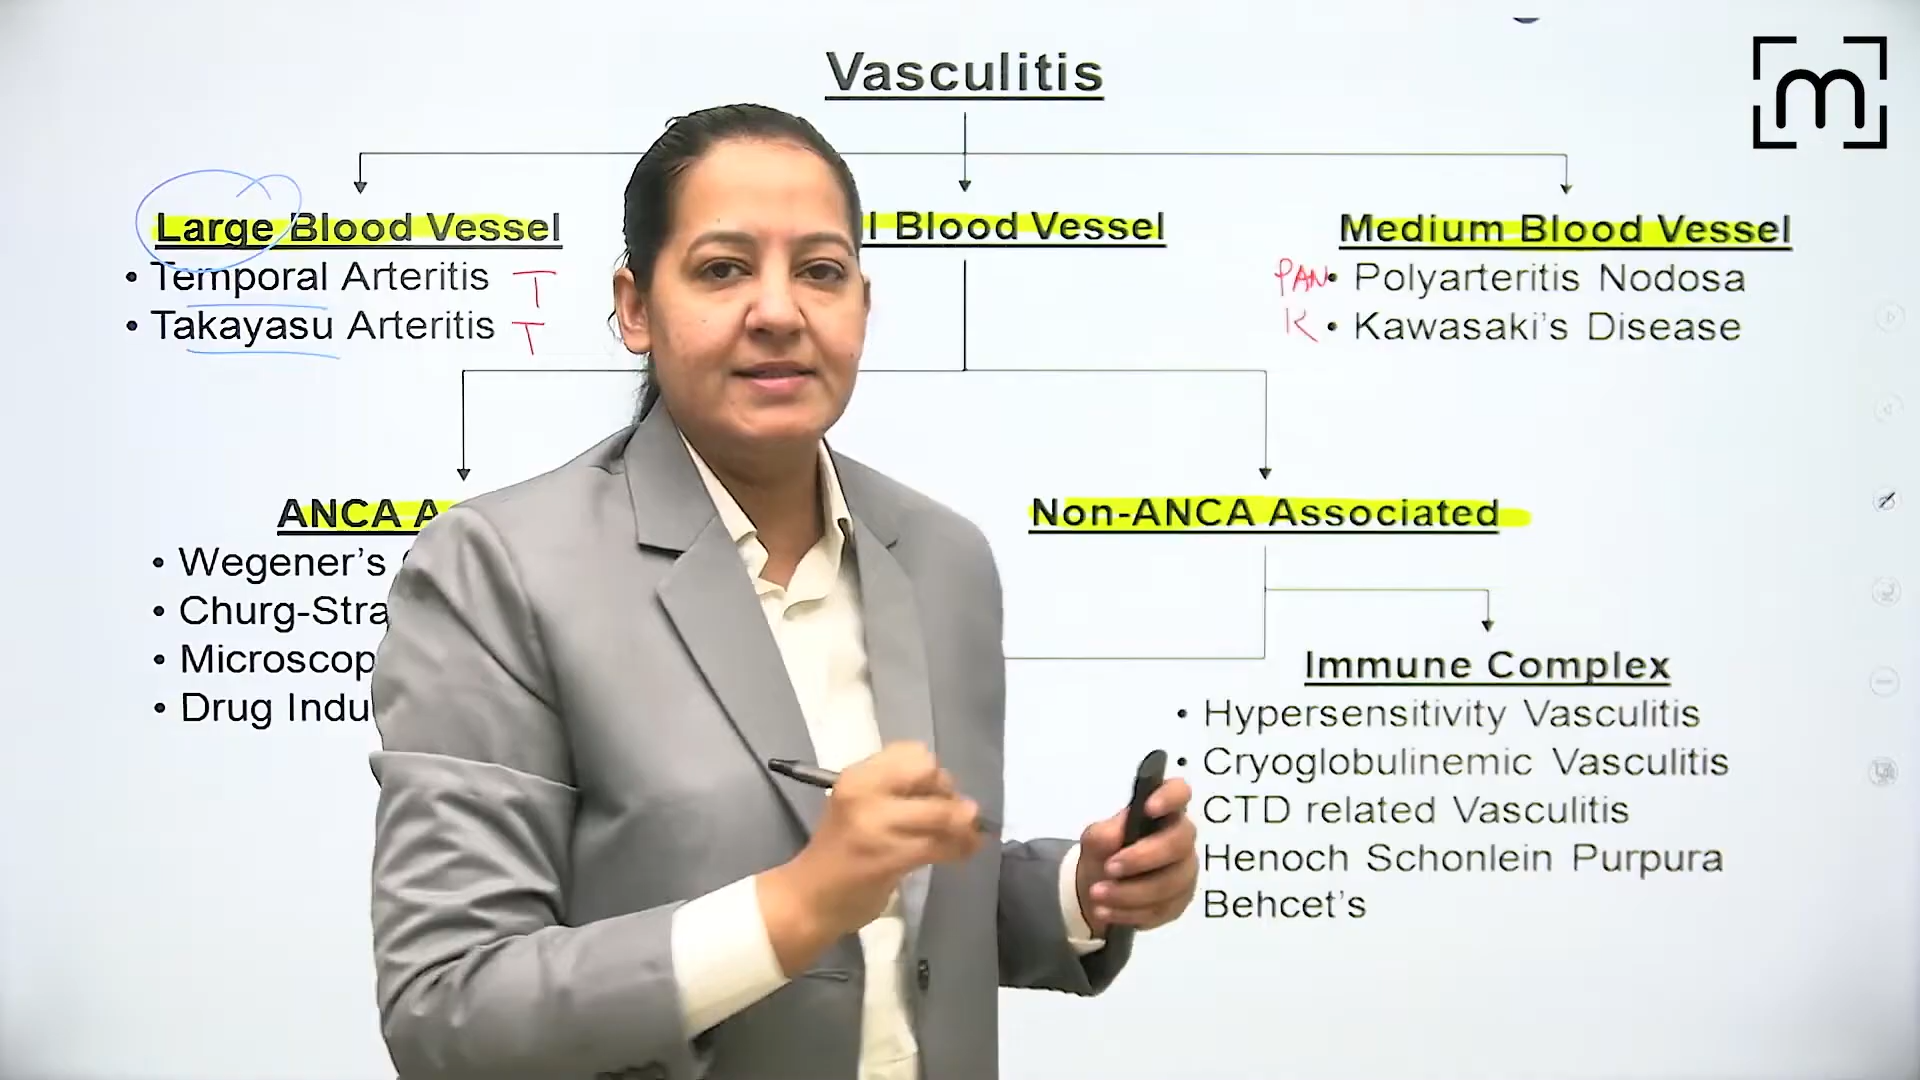 m
Vasculitis
Large Blood Vessel
• Temporal Arteritis T
• Takayasu Arteritis T
Blood Vessel
Medium Blood Vessel
PAN • Polyarteritis Nodosa
K • Kawasaki's Disease
ANCA
• Wegener's
• Churg-Stra
• Microscop
• Drug Indu
Non-ANCA Associated
Immune Complex
• Hypersensitivity Vasculitis
• Cryoglobulinemic Vasculitis
CTD related Vasculitis
Henoch Schonlein Purpura
Behcet's